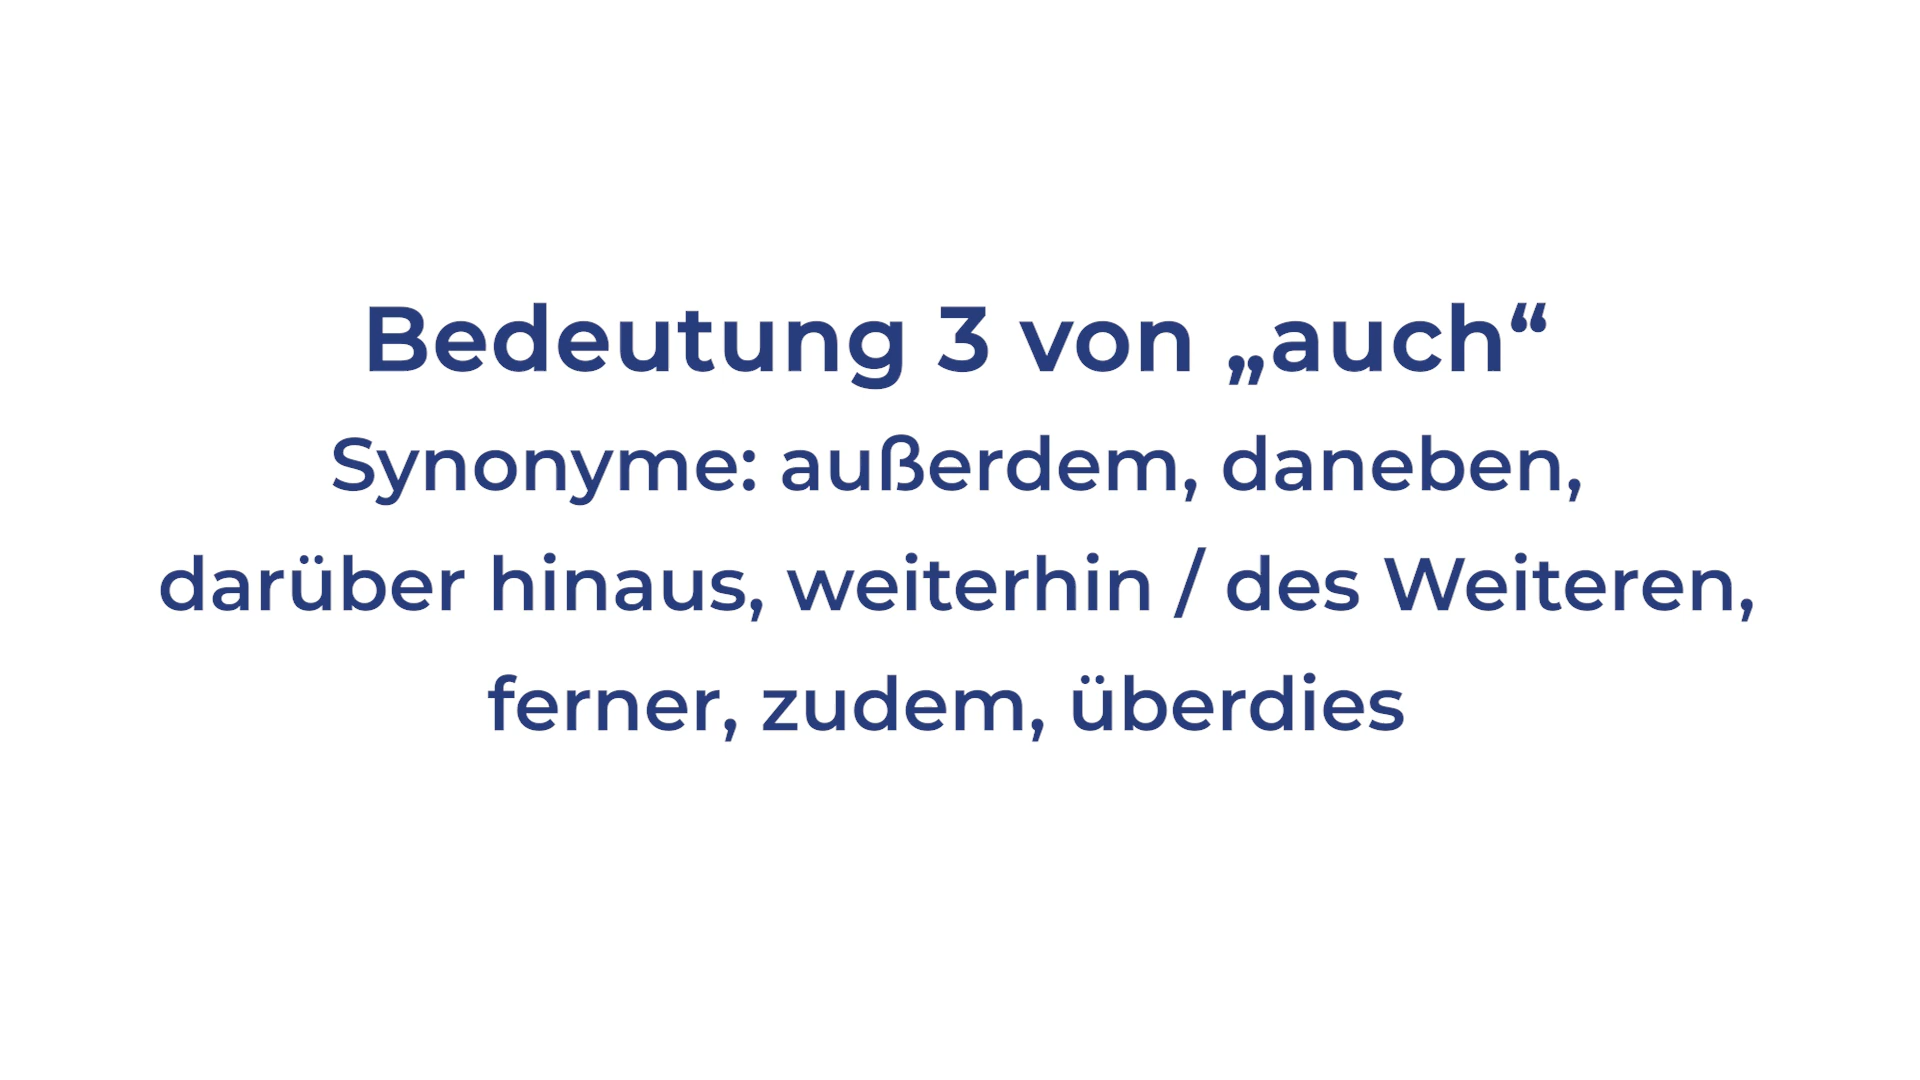 Bedeutung 3 von „auch“
Synonyme: außerdem, daneben,
darüber hinaus, weiterhin / des Weiteren,
ferner, zudem, überdies